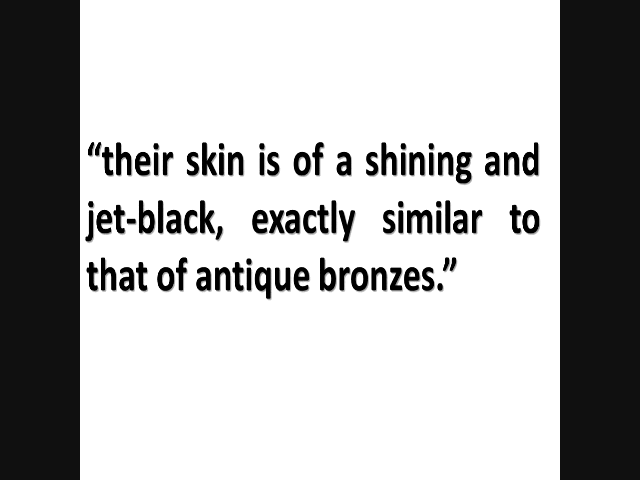 “their skin is of a shining and
jet-black, exactly similar to
that of antique bronzes.”